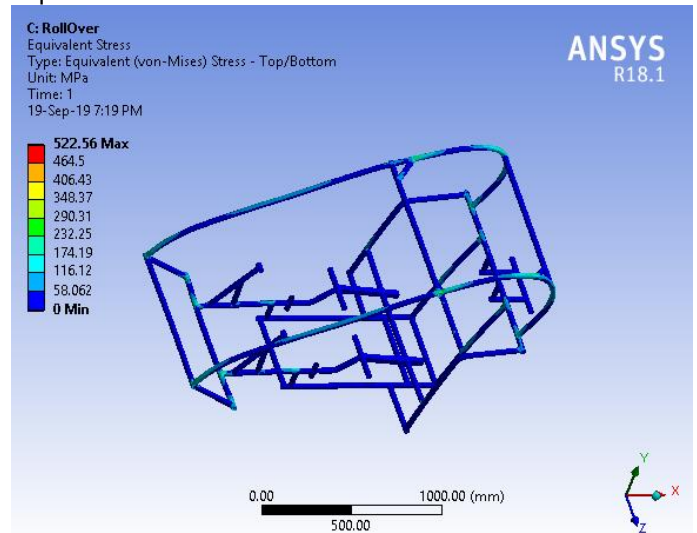 C: RollOver
Equivalent Stress
Type: Equivalent (von-Mises) Stress - Top/Bottom
Unit: MPa
Time: 1
19-Sep-19 7:19 PM
ANSYS
R18.1
522.56 Max
464.5
406.43
348.37
290.31
232.25
174.19
116.12
58.062
0 Min
0.00
1000.00 (mm)
500.00
Y
X
Z